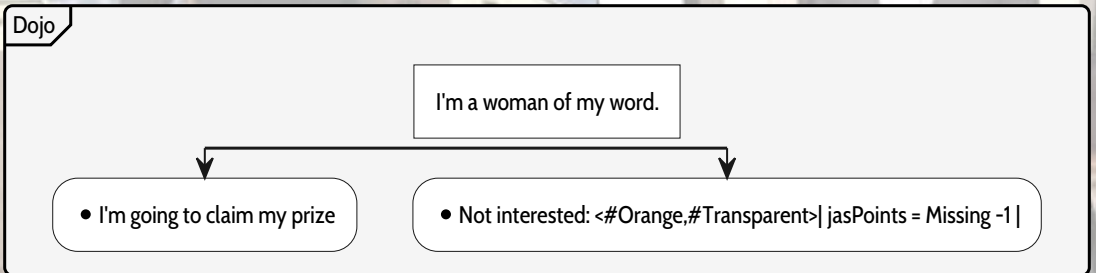 Dojo
I'm a woman of my word.
• I'm going to claim my prize
• Not interested: <#Orange,#Transparent>| jasPoints = Missing -1 |